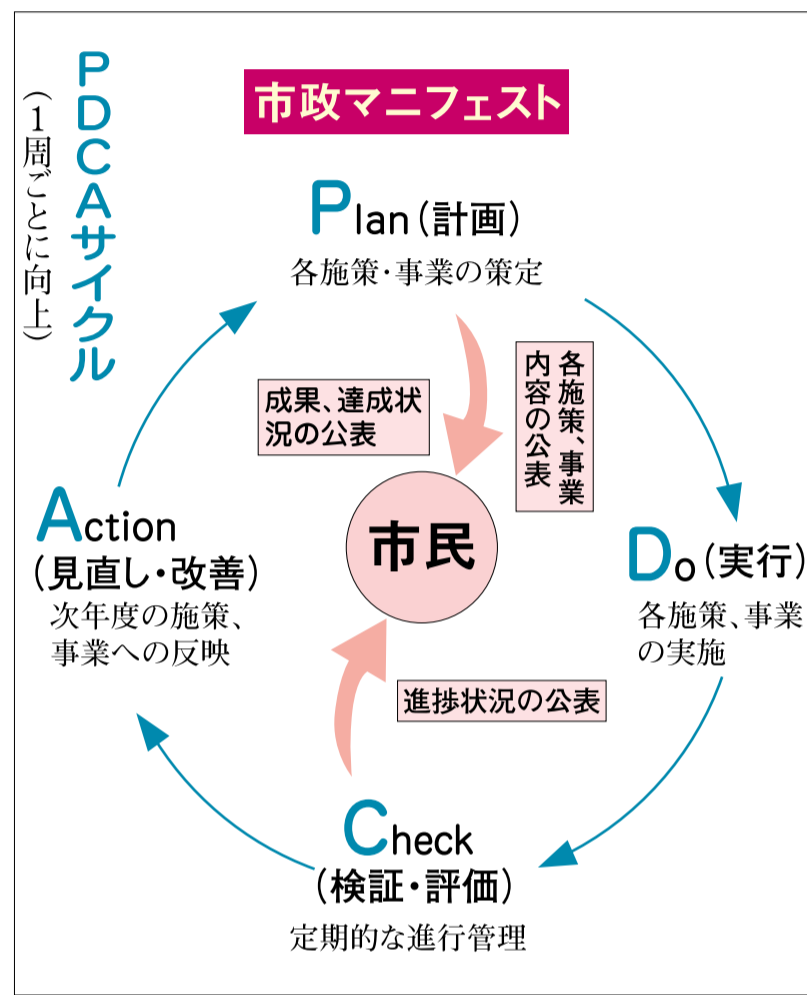 PDCAサイクル
(1周ごとに向上)
市政マニフェスト
Plan(計画)
各施策・事業の策定
各施策、事業
内容の公表
成果、達成状
況の公表
市民
Do(実行)
各施策、事業
の実施
進捗状況の公表
Check
(検証・評価)
定期的な進行管理
Action
(見直し・改善)
次年度の施策、
事業への反映